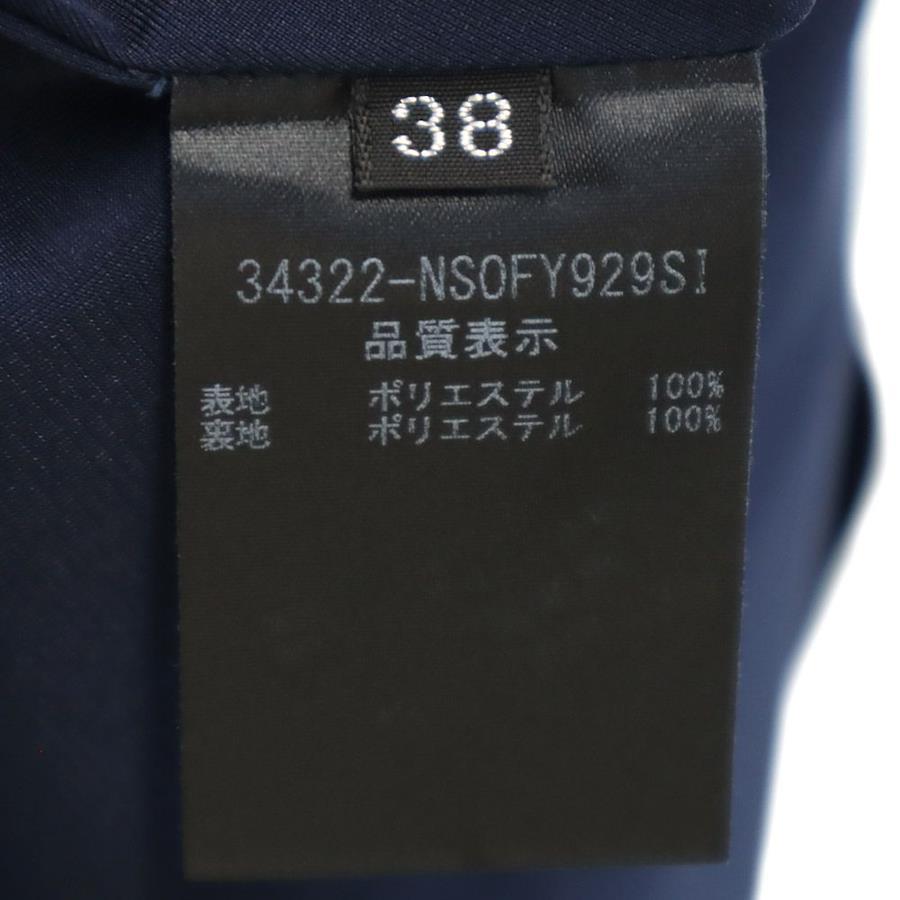 38
34322-NSOFY929SI
品質表示
表地 ポリエステル 100%
裏地 ポリエステル 100%